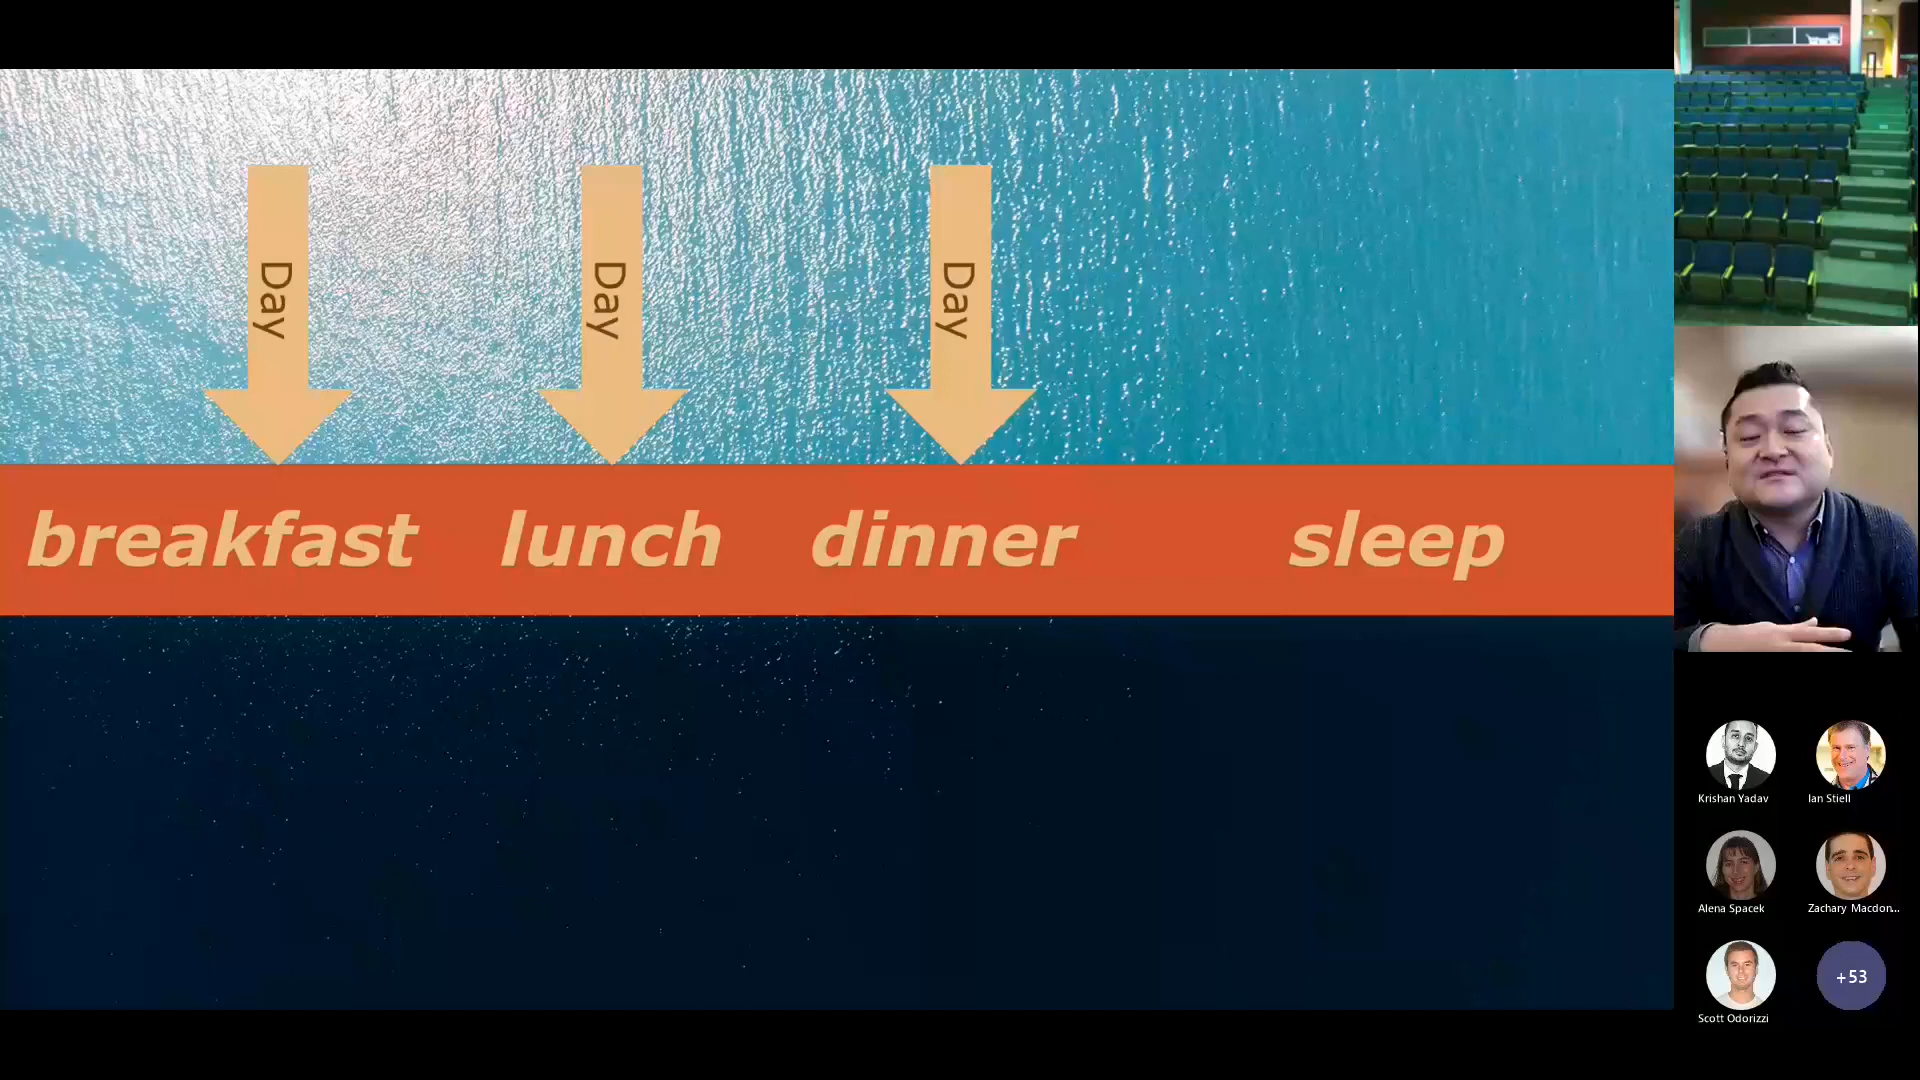 Day
Day
Day
breakfast lunch dinner sleep
Krishan Yadav
Ian Stiell
Alena Spacek
Zachary Macdon...
Scott Odorizzi
+53